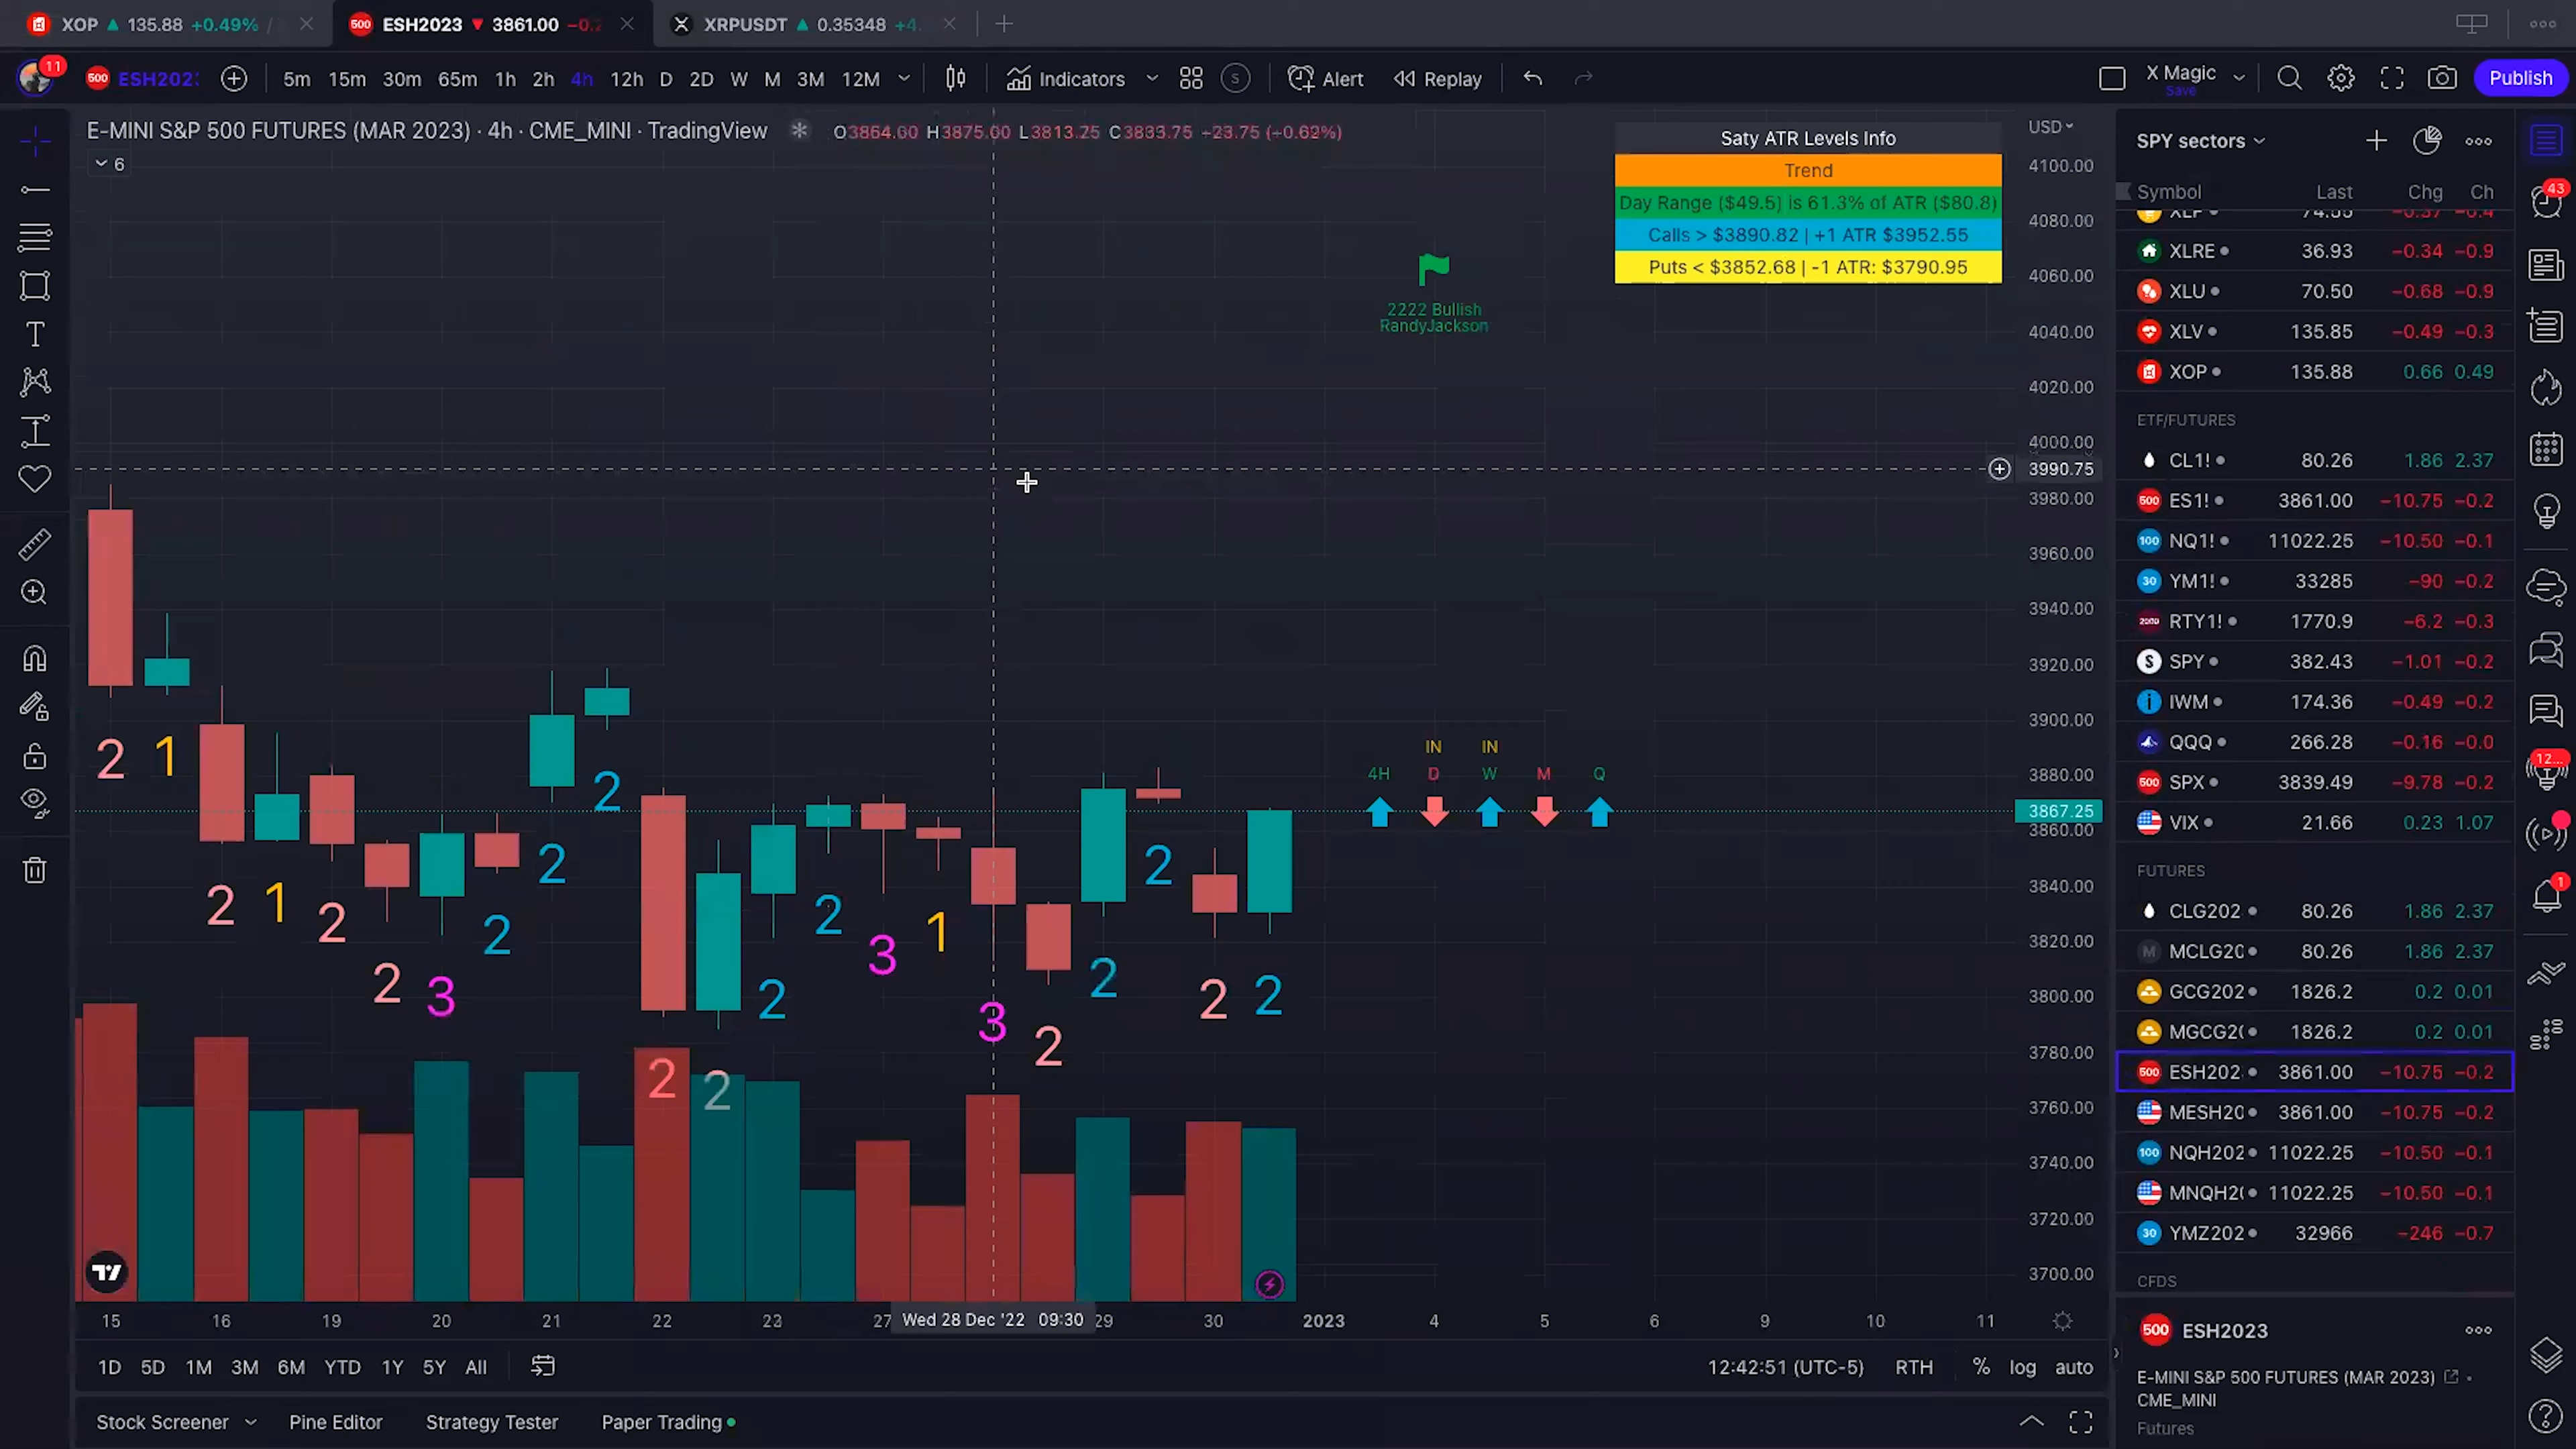 XOP 135.88 +0.49% /
500 ESH2023 3861.00
XRPUSDT 0.35348 +4.
11
500 ESH202
5m 15m 30m 65m 1h 2h 4h 12h D 2D W M 3M 12M
Indicators
S
Alert
Replay
X Magic
Save
Publish
E-MINI S&P 500 FUTURES (MAR 2023) · 4h · CME_MINI · TradingView
O3864.00 H3875.00 L3813.25 C3833.75 −23.75 (−0.62%)
6
Saty ATR Levels Info
Trend
Day Range ($49.5) is 61.3% of ATR ($80.8)
Calls > $3890.82 | +1 ATR $3952.55
Puts < $3852.68 | -1 ATR: $3790.95
2222 Bullish
RandyJackson
USD
4100.00
4080.00
4060.00
4040.00
4020.00
4000.00
3990.75
3980.00
3960.00
3940.00
3920.00
3900.00
3880.00
3867.25
3860.00
3840.00
3820.00
3800.00
3780.00
3760.00
3740.00
3720.00
3700.00
IN IN
4H D W M Q
2 1 2 1 2 2 3 2 2 2 2 2 2 2 3 1 3 2 2 2 2 2
15 16 19 20 21 22 23 27 Wed 28 Dec '22 09:30 29 30 2023 4 5 6 9 10 11
1D 5D 1M 3M 6M YTD 1Y 5Y All
12:42:51 (UTC-5) RTH % log auto
Stock Screener Pine Editor Strategy Tester Paper Trading
SPY sectors
Symbol Last Chg Ch
XLRE 36.93 −0.34 −0.9
XLU 70.50 −0.68 −0.9
XLV 135.85 −0.49 −0.3
XOP 135.88 0.66 0.49
ETF/FUTURES
CL1! 80.26 1.86 2.37
500 ES1! 3861.00 −10.75 −0.2
100 NQ1! 11022.25 −10.50 −0.1
30 YM1! 33285 −90 −0.2
2000 RTY1! 1770.9 −6.2 −0.3
SPY 382.43 −1.01 −0.2
IWM 174.36 −0.49 −0.2
QQQ 266.28 −0.16 −0.0
500 SPX 3839.49 −9.78 −0.2
VIX 21.66 0.23 1.07
FUTURES
CLG202 80.26 1.86 2.37
M MCLG20 80.26 1.86 2.37
GCG202 1826.2 0.2 0.01
MGCG20 1826.2 0.2 0.01
500 ESH202 3861.00 −10.75 −0.2
MESH20 3861.00 −10.75 −0.2
100 NQH202 11022.25 −10.50 −0.1
MNQH2 11022.25 −10.50 −0.1
30 YMZ202 32966 −246 −0.7
CFDS
500 ESH2023
E-MINI S&P 500 FUTURES (MAR 2023)
CME_MINI
Futures
43
12...
1